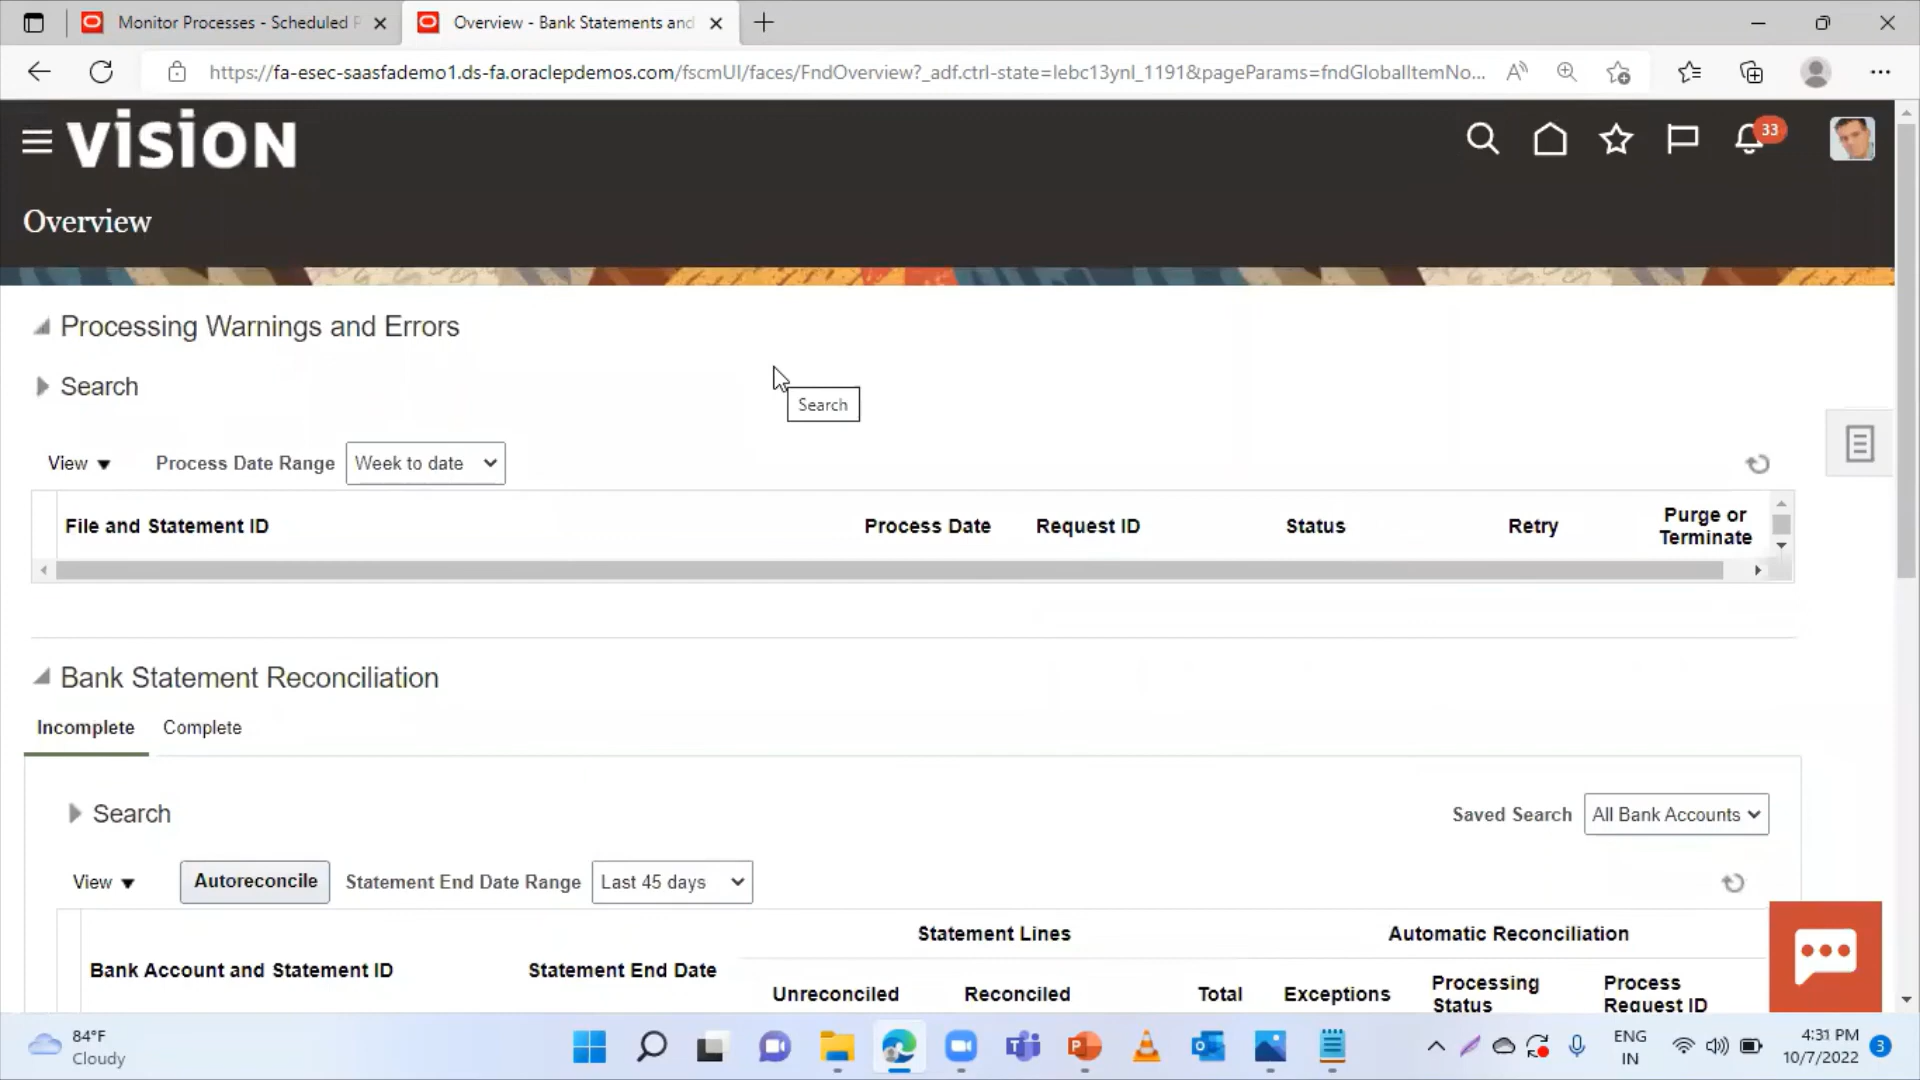 Monitor Processes - Scheduled P
Overview - Bank Statements and
https://fa-esec-saasfademo1.ds-fa.oraclepdemos.com/fscmUI/faces/FndOverview?_adf.ctrl-state=lebc13ynl_1191&pageParams=fndGlobalItemNo...
VISION
33
Overview
Processing Warnings and Errors
Search
Search
View
Process Date Range
Week to date
File and Statement ID
Process Date
Request ID
Status
Retry
Purge or
Terminate
Bank Statement Reconciliation
Incomplete
Complete
Search
Saved Search
All Bank Accounts
View
Autoreconcile
Statement End Date Range
Last 45 days
Statement Lines
Automatic Reconciliation
Bank Account and Statement ID
Statement End Date
Unreconciled
Reconciled
Total
Exceptions
Processing
Status
Process
Request ID
84°F
Cloudy
ENG
IN
4:31 PM
10/7/2022
3